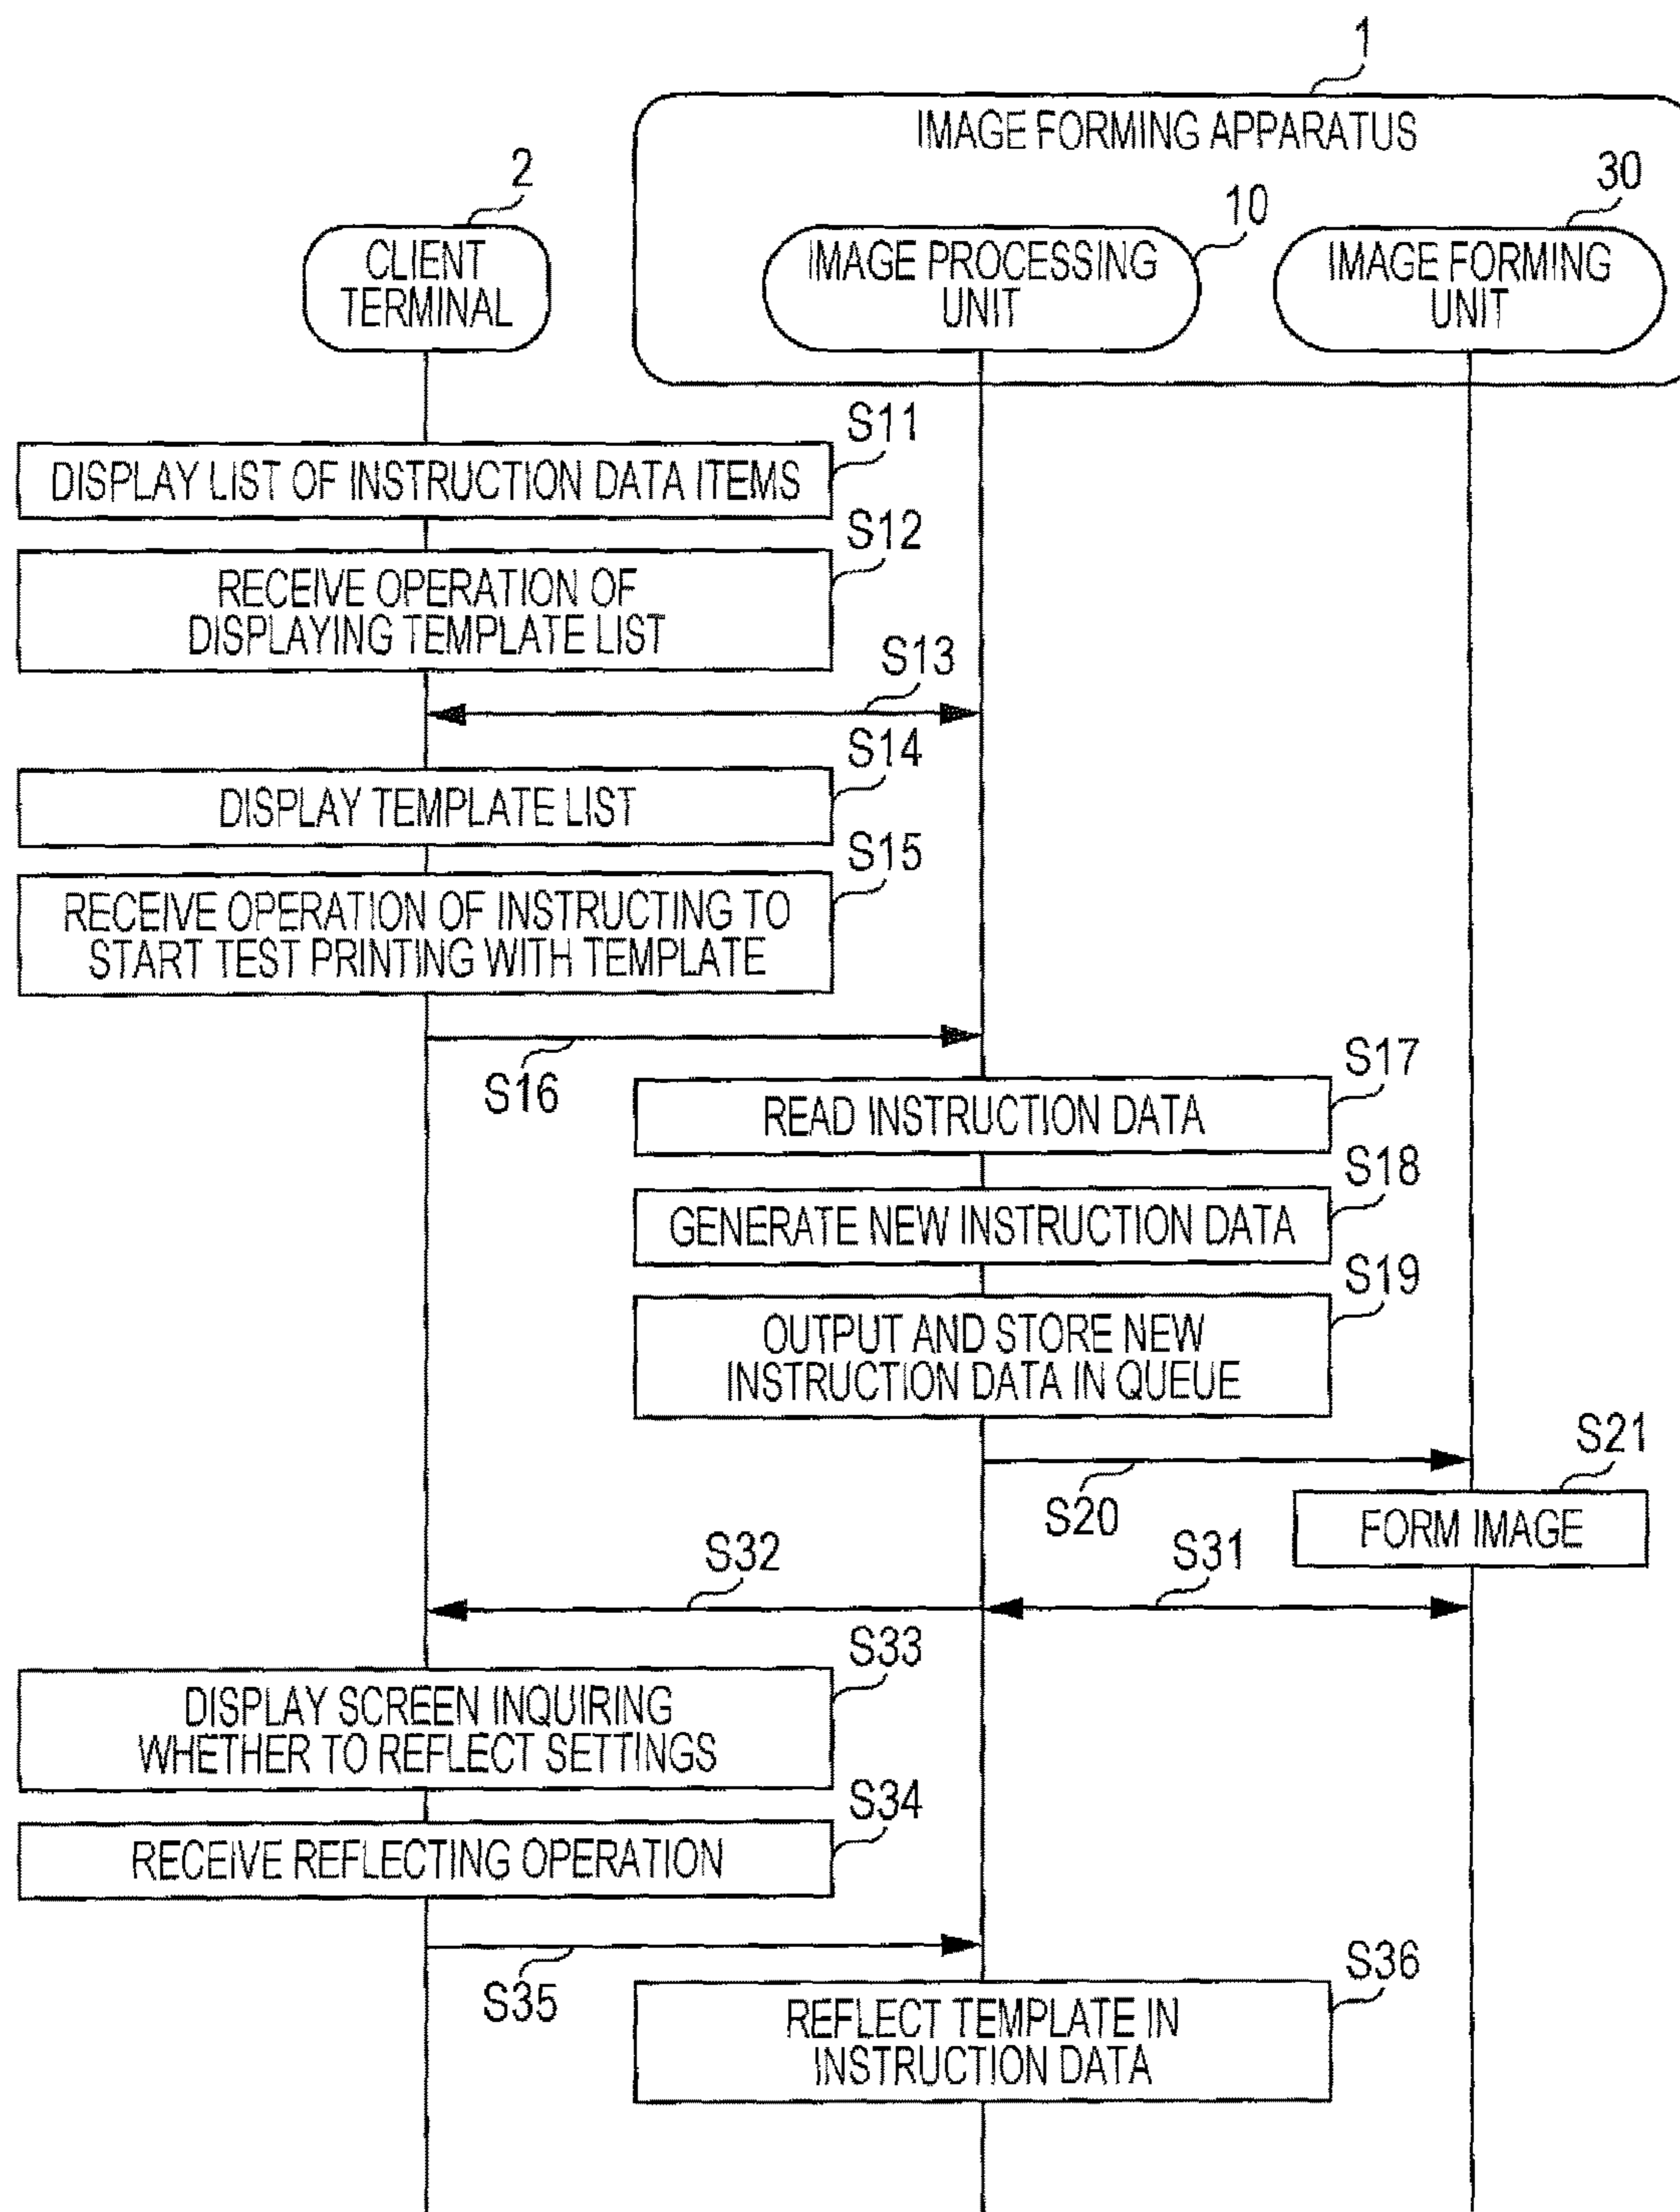 1
IMAGE FORMING APPARATUS
2
10
30
CLIENT
TERMINAL
IMAGE PROCESSING
UNIT
IMAGE FORMING
UNIT
S11
DISPLAY LIST OF INSTRUCTION DATA ITEMS
S12
RECEIVE OPERATION OF
DISPLAYING TEMPLATE LIST
S13
S14
DISPLAY TEMPLATE LIST
S15
RECEIVE OPERATION OF INSTRUCTING TO
START TEST PRINTING WITH TEMPLATE
S16
S17
READ INSTRUCTION DATA
S18
GENERATE NEW INSTRUCTION DATA
S19
OUTPUT AND STORE NEW
INSTRUCTION DATA IN QUEUE
S20
S21
FORM IMAGE
S32
S31
S33
DISPLAY SCREEN INQUIRING
WHETHER TO REFLECT SETTINGS
S34
RECEIVE REFLECTING OPERATION
S35
S36
REFLECT TEMPLATE IN
INSTRUCTION DATA